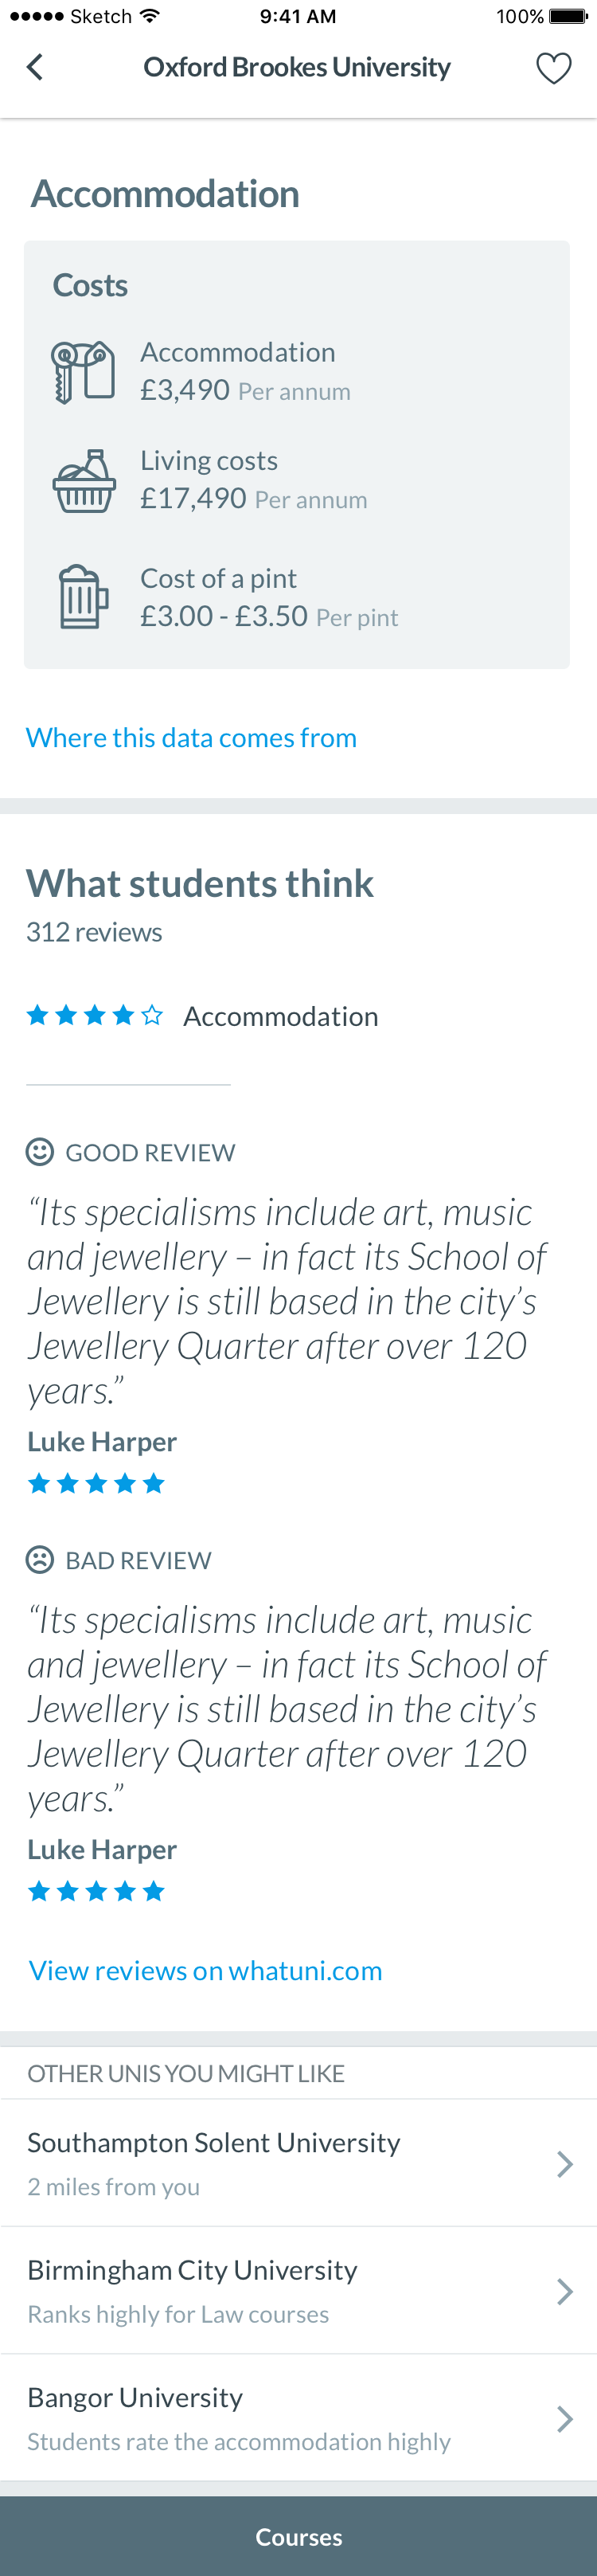 Sketch 9:41 AM 100%
Oxford Brookes University
Accommodation
Costs
Accommodation
£3,490 Per annum
Living costs
£17,490 Per annum
Cost of a pint
£3.00 - £3.50 Per pint
Where this data comes from
What students think
312 reviews
Accommodation
GOOD REVIEW
“Its specialisms include art, music
and jewellery – in fact its School of
Jewellery is still based in the city’s
Jewellery Quarter after over 120
years.”
Luke Harper
BAD REVIEW
“Its specialisms include art, music
and jewellery – in fact its School of
Jewellery is still based in the city’s
Jewellery Quarter after over 120
years.”
Luke Harper
View reviews on whatuni.com
OTHER UNIS YOU MIGHT LIKE
Southampton Solent University
2 miles from you
Birmingham City University
Ranks highly for Law courses
Bangor University
Students rate the accommodation highly
Courses